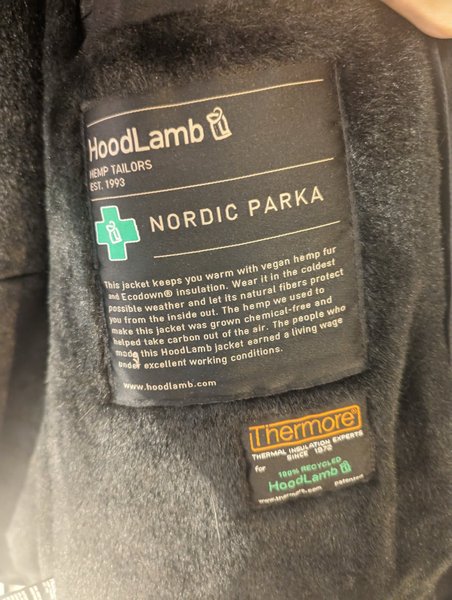 HoodLamb
HEMP TAILORS
EST. 1993
NORDIC PARKA
This jacket keeps you warm with vegan hemp fur
and Ecodown® insulation. Wear it in the coldest
possible weather and let its natural fibers protect
you from the inside out. The hemp we used to
make this jacket was grown chemical-free and
helped take carbon out of the air. The people who
made this HoodLamb jacket earned a living wage
under excellent working conditions.
www.hoodlamb.com
Thermore®
THERMAL INSULATION EXPERTS
SINCE 1972
for 100% RECYCLED
HoodLamb
www.thermore.com patented